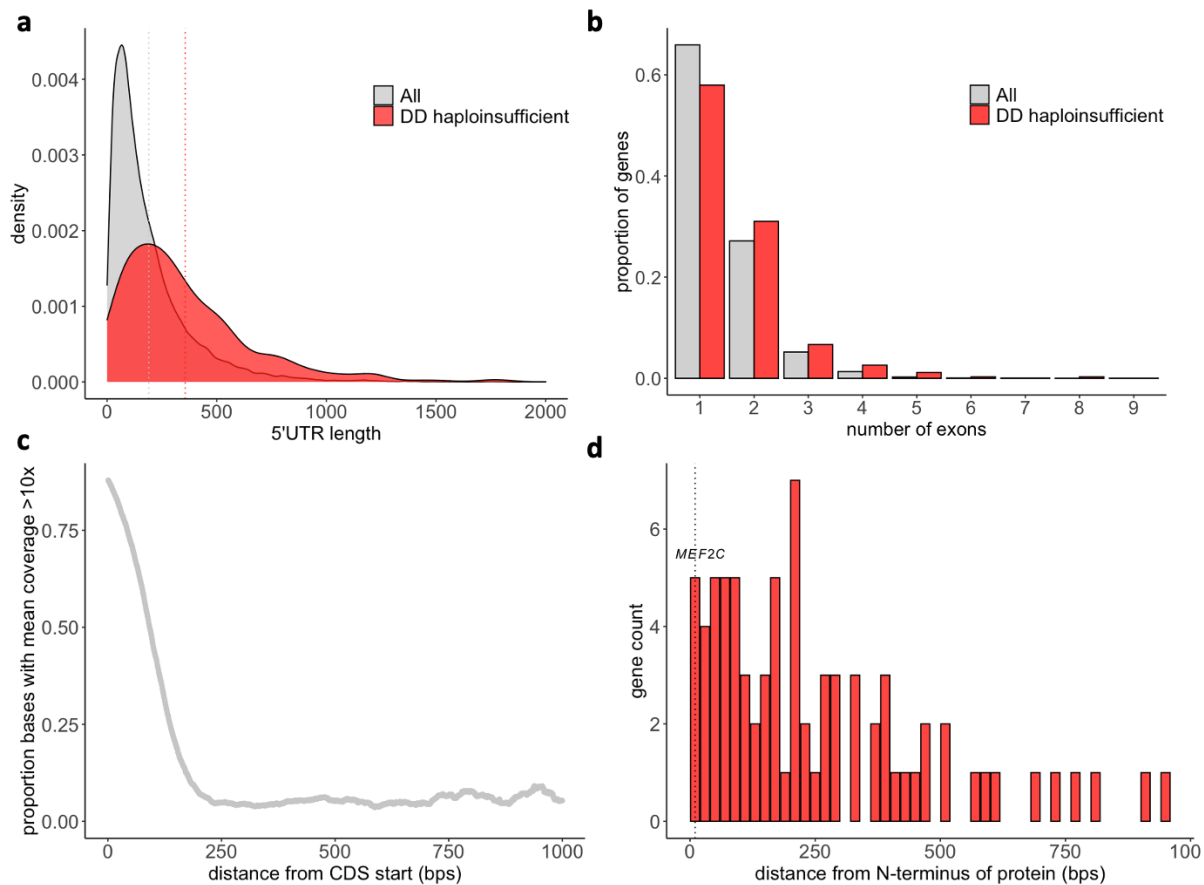 a
density
0.004
0.003
0.002
0.001
0.000
All
DD haploinsufficient
0 500 1000 1500 2000
5'UTR length
b
proportion of genes
0.6
0.4
0.2
0.0
All
DD haploinsufficient
1 2 3 4 5 6 7 8 9
number of exons
c
proportion bases with mean coverage >10x
0.75
0.50
0.25
0.00
0 250 500 750 1000
distance from CDS start (bps)
d
gene count
6
4
2
0
MEF2C
0 250 500 750 100
distance from N-terminus of protein (bps)